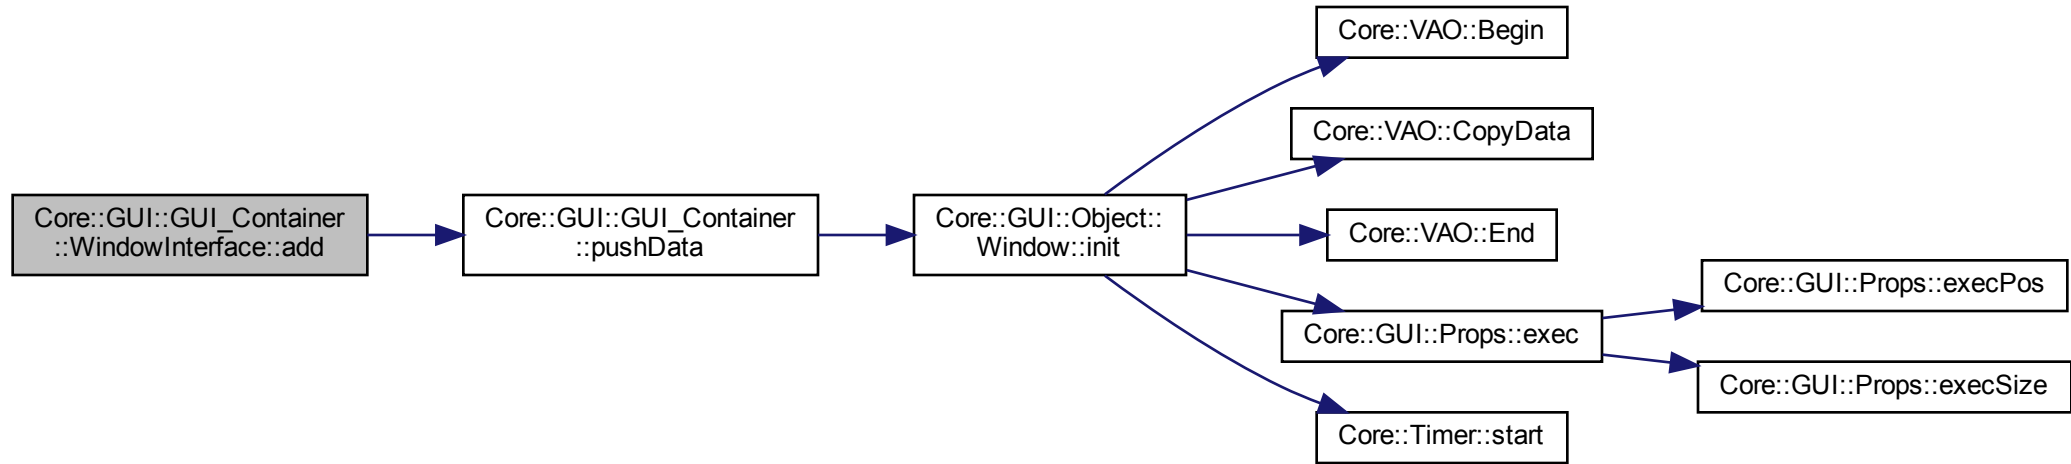 Core::GUI::GUI_Container
::WindowInterface::add
Core::GUI::GUI_Container
::pushData
Core::GUI::Object::
Window::init
Core::VAO::Begin
Core::VAO::CopyData
Core::VAO::End
Core::GUI::Props::exec
Core::Timer::start
Core::GUI::Props::execPos
Core::GUI::Props::execSize